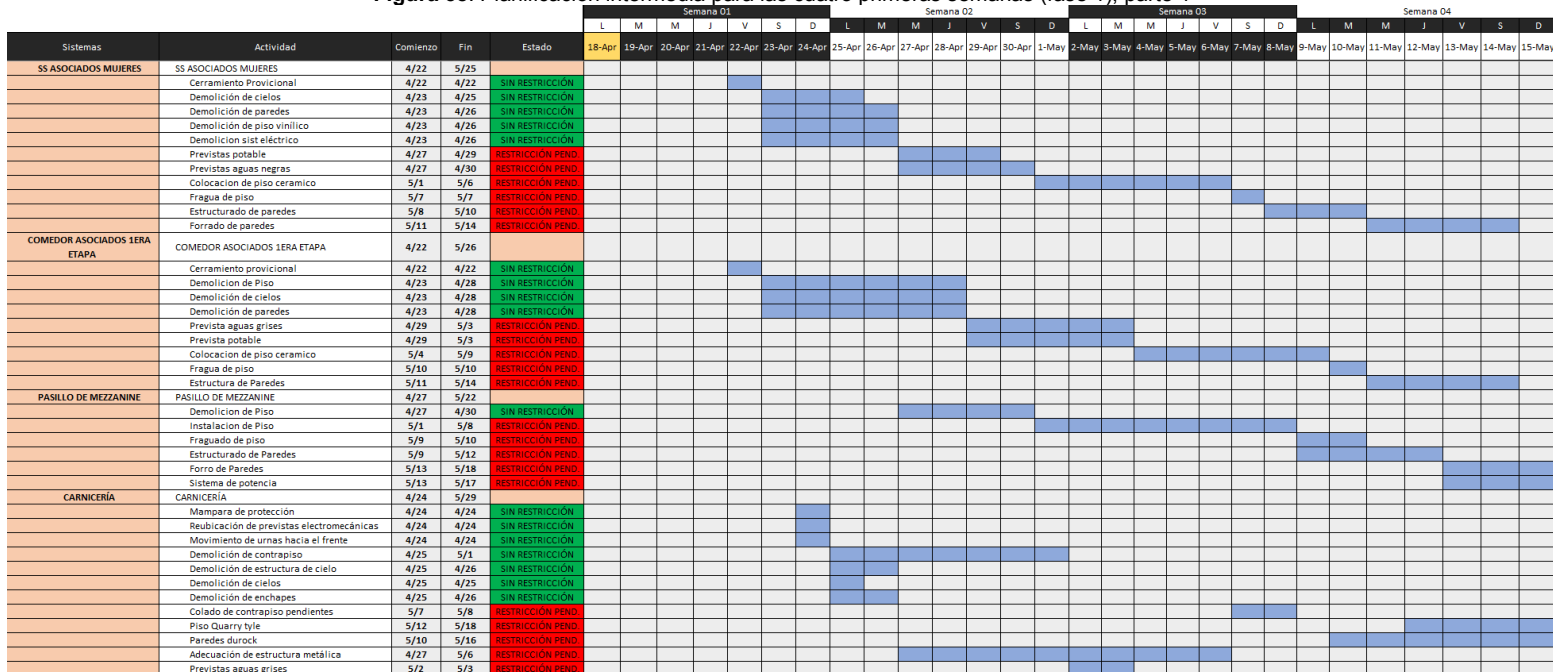 Semana 01 Semana 02 Semana 03 Semana 04
L M M J V S D L M M J V S D L M M J V S D L M M J V S D
Sistemas Actividad Comienzo Fin Estado 18-Apr 19-Apr 20-Apr 21-Apr 22-Apr 23-Apr 24-Apr 25-Apr 26-Apr 27-Apr 28-Apr 29-Apr 30-Apr 1-May 2-May 3-May 4-May 5-May 6-May 7-May 8-May 9-May 10-May 11-May 12-May 13-May 14-May 15-May
SS ASOCIADOS MUJERES SS ASOCIADOS MUJERES 4/22 5/25
Cerramiento Provicional 4/22 4/22 SIN RESTRICCIÓN
Demolición de cielos 4/23 4/25 SIN RESTRICCIÓN
Demolición de paredes 4/23 4/26 SIN RESTRICCIÓN
Demolición de piso vinílico 4/23 4/26 SIN RESTRICCIÓN
Demolicion sist eléctrico 4/23 4/26 SIN RESTRICCIÓN
Previstas potable 4/27 4/29 RESTRICCIÓN PEND.
Previstas aguas negras 4/27 4/30 RESTRICCIÓN PEND.
Colocacion de piso ceramico 5/1 5/6 RESTRICCIÓN PEND.
Fragua de piso 5/7 5/7 RESTRICCIÓN PEND.
Estructurado de paredes 5/8 5/10 RESTRICCIÓN PEND.
Forrado de paredes 5/11 5/14 RESTRICCIÓN PEND.
COMEDOR ASOCIADOS 1ERA ETAPA COMEDOR ASOCIADOS 1ERA ETAPA 4/22 5/26
Cerramiento provicional 4/22 4/22 SIN RESTRICCIÓN
Demolicion de Piso 4/23 4/28 SIN RESTRICCIÓN
Demolición de cielos 4/23 4/28 SIN RESTRICCIÓN
Demolición de paredes 4/23 4/28 SIN RESTRICCIÓN
Prevista aguas grises 4/29 5/3 RESTRICCIÓN PEND.
Prevista potable 4/29 5/3 RESTRICCIÓN PEND.
Colocacion de piso ceramico 5/4 5/9 RESTRICCIÓN PEND.
Fragua de piso 5/10 5/10 RESTRICCIÓN PEND.
Estructura de Paredes 5/11 5/14 RESTRICCIÓN PEND.
PASILLO DE MEZZANINE PASILLO DE MEZZANINE 4/27 5/22
Demolicion de Piso 4/27 4/30 SIN RESTRICCIÓN
Instalacion de Piso 5/1 5/8 RESTRICCIÓN PEND.
Fraguado de piso 5/9 5/10 RESTRICCIÓN PEND.
Estructurado de Paredes 5/9 5/12 RESTRICCIÓN PEND.
Forro de Paredes 5/13 5/18 RESTRICCIÓN PEND.
Sistema de potencia 5/13 5/17 RESTRICCIÓN PEND.
CARNICERÍA CARNICERÍA 4/24 5/29
Mampara de protección 4/24 4/24 SIN RESTRICCIÓN
Reubicación de previstas electromecánicas 4/24 4/24 SIN RESTRICCIÓN
Movimiento de urnas hacia el frente 4/24 4/24 SIN RESTRICCIÓN
Demolición de contrapiso 4/25 5/1 SIN RESTRICCIÓN
Demolición de estructura de cielo 4/25 4/26 SIN RESTRICCIÓN
Demolición de cielos 4/25 4/25 SIN RESTRICCIÓN
Demolición de enchapes 4/25 4/26 SIN RESTRICCIÓN
Colado de contrapiso pendientes 5/7 5/8 RESTRICCIÓN PEND.
Piso Quarry tyle 5/12 5/18 RESTRICCIÓN PEND.
Paredes durock 5/10 5/16 RESTRICCIÓN PEND.
Adecuación de estructura metálica 4/27 5/6 RESTRICCIÓN PEND.
Previstas aguas grises 5/2 5/3 RESTRICCIÓN PEND.